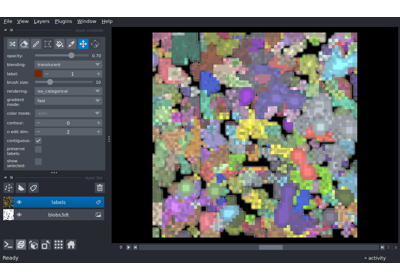 File View Layers Plugins Window Help
opacity: 0.70
blending: translucent
label: 1
brush size: 10
rendering: iso_categorical
gradient mode: fast
color mode:
contour: 0
n edit dim: 2
contiguous:
preserve labels:
show selected:
labels
blobs3dt
0
Ready activity